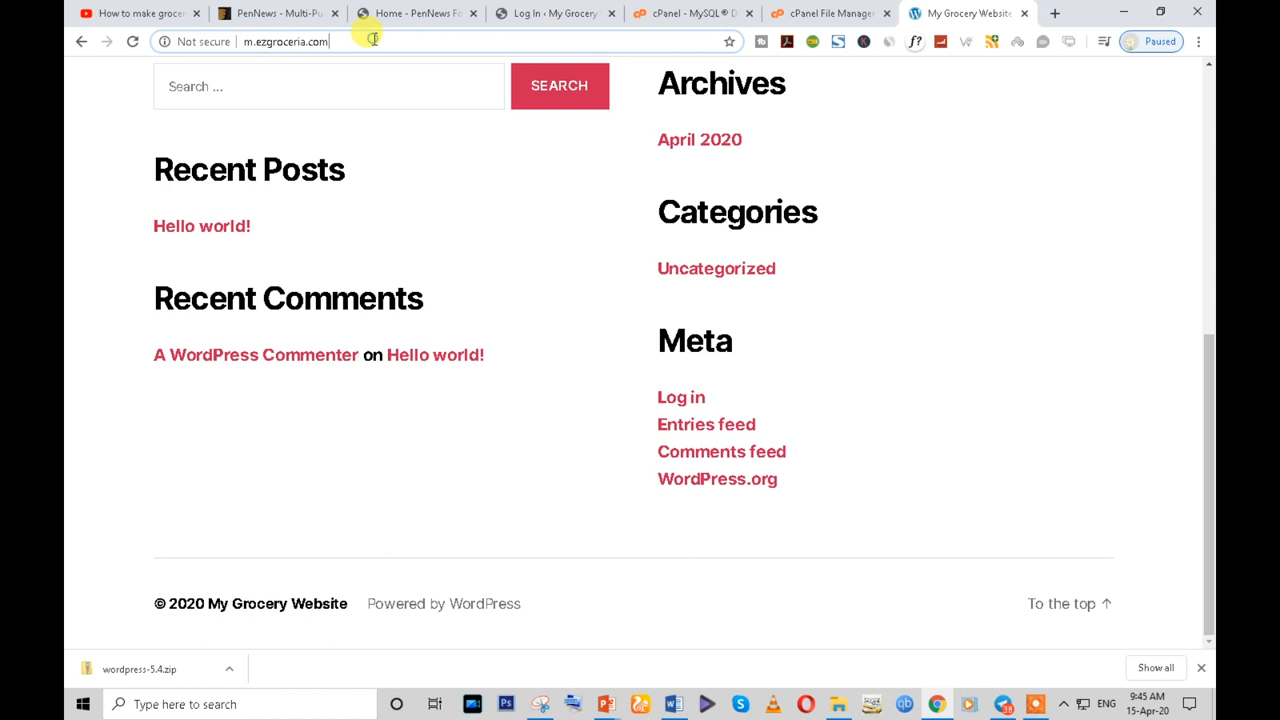 How to make grocer
PenNews - Multi-Pu
Home - PenNews Fo
Log In ‹ My Grocery
cPanel - MySQL® D
cPanel File Manager
My Grocery Website
Not secure
m.ezgroceria.com
Paused
Search ...
SEARCH
Archives
April 2020
Recent Posts
Hello world!
Categories
Uncategorized
Recent Comments
A WordPress Commenter on Hello world!
Meta
Log in
Entries feed
Comments feed
WordPress.org
© 2020 My Grocery Website
Powered by WordPress
To the top ↑
wordpress-5.4.zip
Show all
Type here to search
38
ENG
9:45 AM
15-Apr-20